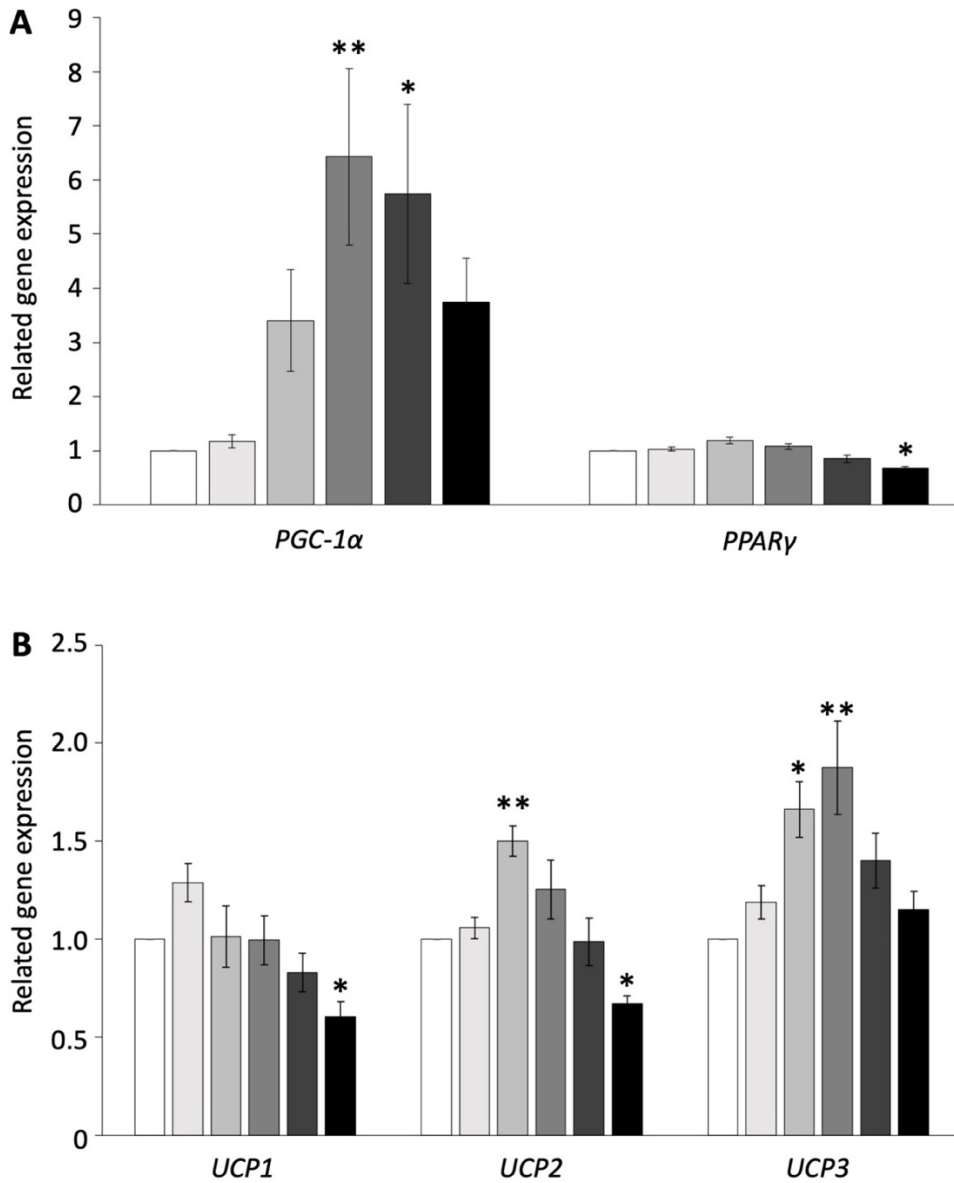 A
Related gene expression
9
8
7
6
5
4
3
2
1
0
**
*
*
PGC-1α
PPARγ
B
Related gene expression
2.5
2.0
1.5
1.0
0.5
0
*
**
*
*
**
UCP1
UCP2
UCP3